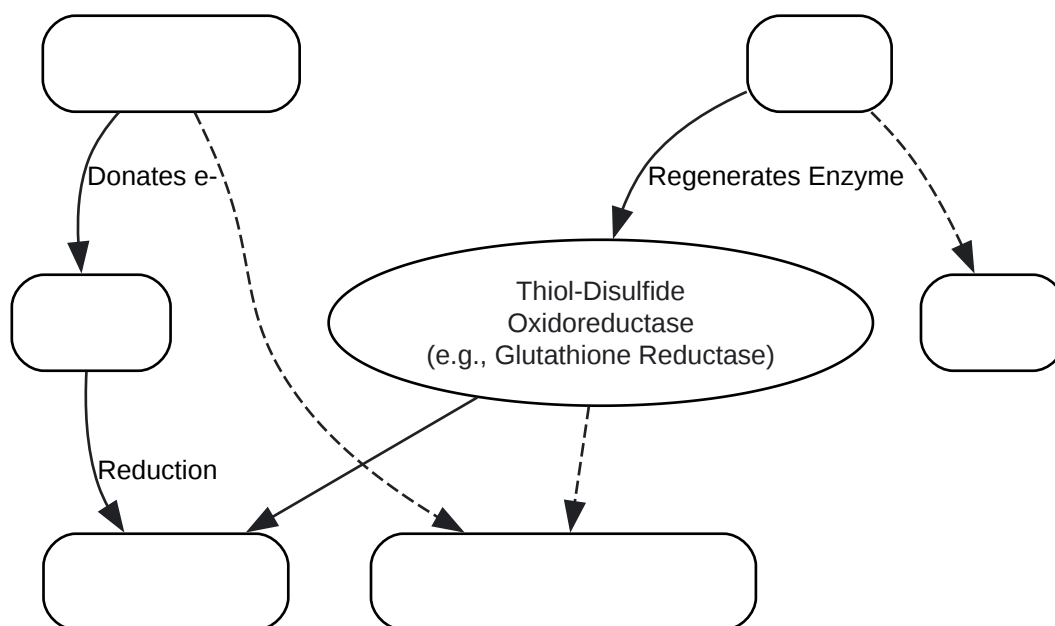 Donates e-
Regenerates Enzyme
Thiol-Disulfide
Oxidoreductase
(e.g., Glutathione Reductase)
Reduction